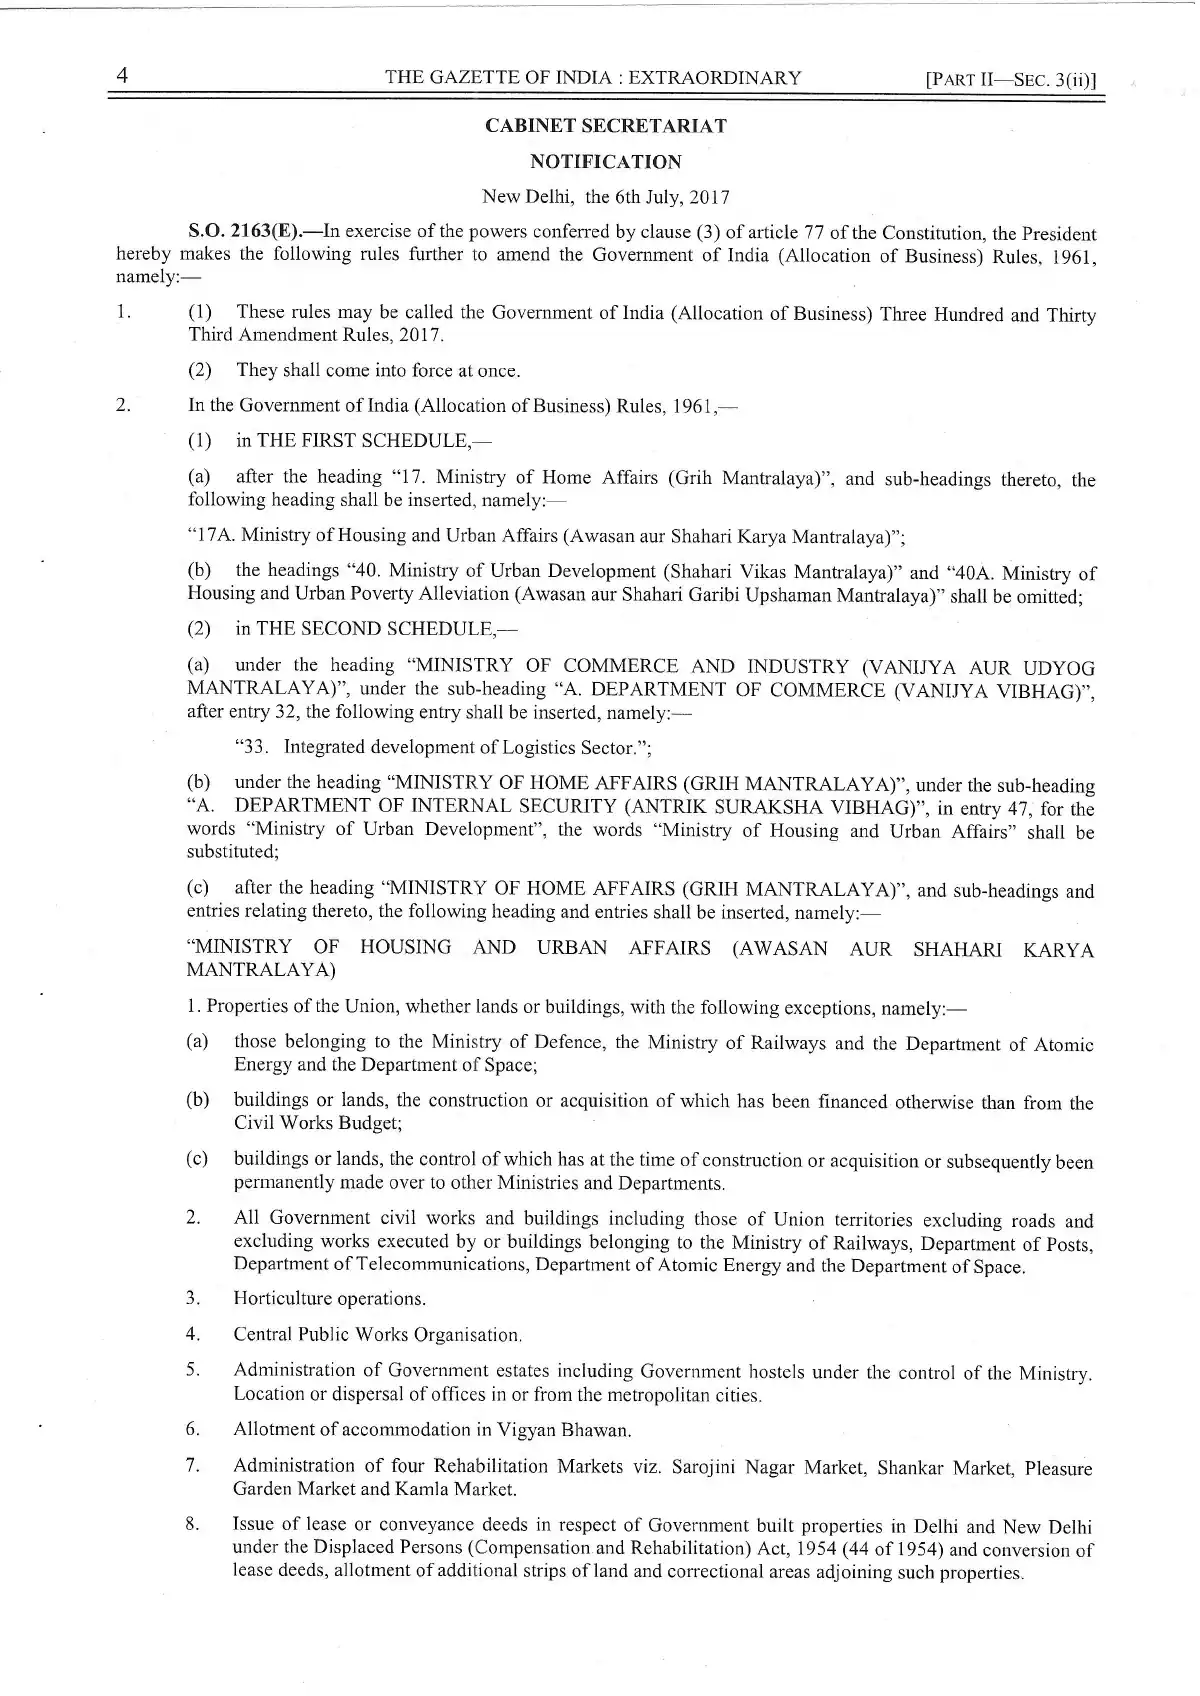 4 THE GAZETTE OF INDIA : EXTRAORDINARY [PART II—SEC. 3(ii)]
CABINET SECRETARIAT
NOTIFICATION
New Delhi, the 6th July, 2017
S.O. 2163(E).—In exercise of the powers conferred by clause (3) of article 77 of the Constitution, the President
hereby makes the following rules further to amend the Government of India (Allocation of Business) Rules, 1961,
namely:—
1. (1) These rules may be called the Government of India (Allocation of Business) Three Hundred and Thirty
Third Amendment Rules, 2017.
(2) They shall come into force at once.
2. In the Government of India (Allocation of Business) Rules, 1961,—
(1) in THE FIRST SCHEDULE,—
(a) after the heading “17. Ministry of Home Affairs (Grih Mantralaya)”, and sub-headings thereto, the
following heading shall be inserted, namely:—
“17A. Ministry of Housing and Urban Affairs (Awasan aur Shahari Karya Mantralaya)”;
(b) the headings “40. Ministry of Urban Development (Shahari Vikas Mantralaya)” and “40A. Ministry of
Housing and Urban Poverty Alleviation (Awasan aur Shahari Garibi Upshaman Mantralaya)” shall be omitted;
(2) in THE SECOND SCHEDULE,—
(a) under the heading “MINISTRY OF COMMERCE AND INDUSTRY (VANIJYA AUR UDYOG
MANTRALAYA)”, under the sub-heading “A. DEPARTMENT OF COMMERCE (VANIJYA VIBHAG)”,
after entry 32, the following entry shall be inserted, namely:—
“33. Integrated development of Logistics Sector.”;
(b) under the heading “MINISTRY OF HOME AFFAIRS (GRIH MANTRALAYA)”, under the sub-heading
“A. DEPARTMENT OF INTERNAL SECURITY (ANTRIK SURAKSHA VIBHAG)”, in entry 47, for the
words “Ministry of Urban Development”, the words “Ministry of Housing and Urban Affairs” shall be
substituted;
(c) after the heading “MINISTRY OF HOME AFFAIRS (GRIH MANTRALAYA)”, and sub-headings and
entries relating thereto, the following heading and entries shall be inserted, namely:—
“MINISTRY OF HOUSING AND URBAN AFFAIRS (AWASAN AUR SHAHARI KARYA
MANTRALAYA)
1. Properties of the Union, whether lands or buildings, with the following exceptions, namely:—
(a) those belonging to the Ministry of Defence, the Ministry of Railways and the Department of Atomic
Energy and the Department of Space;
(b) buildings or lands, the construction or acquisition of which has been financed otherwise than from the
Civil Works Budget;
(c) buildings or lands, the control of which has at the time of construction or acquisition or subsequently been
permanently made over to other Ministries and Departments.
2. All Government civil works and buildings including those of Union territories excluding roads and
excluding works executed by or buildings belonging to the Ministry of Railways, Department of Posts,
Department of Telecommunications, Department of Atomic Energy and the Department of Space.
3. Horticulture operations.
4. Central Public Works Organisation.
5. Administration of Government estates including Government hostels under the control of the Ministry.
Location or dispersal of offices in or from the metropolitan cities.
6. Allotment of accommodation in Vigyan Bhawan.
7. Administration of four Rehabilitation Markets viz. Sarojini Nagar Market, Shankar Market, Pleasure
Garden Market and Kamla Market.
8. Issue of lease or conveyance deeds in respect of Government built properties in Delhi and New Delhi
under the Displaced Persons (Compensation and Rehabilitation) Act, 1954 (44 of 1954) and conversion of
lease deeds, allotment of additional strips of land and correctional areas adjoining such properties.